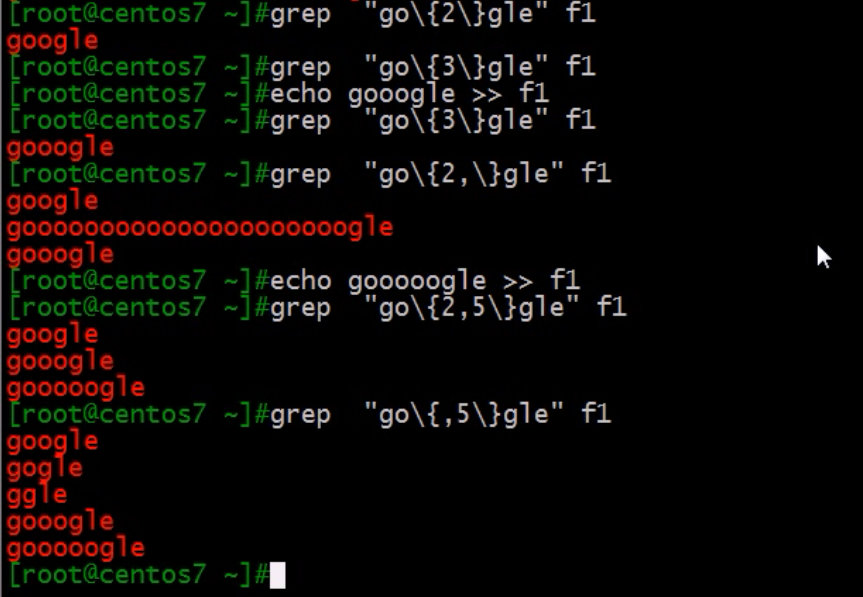 [root@centos7 ~]#grep  "go\{2\}gle" f1
google
[root@centos7 ~]#grep  "go\{3\}gle" f1
[root@centos7 ~]#echo gooogle >> f1
[root@centos7 ~]#grep  "go\{3\}gle" f1
gooogle
[root@centos7 ~]#grep  "go\{2,\}gle" f1
google
goooooooooooooooooooooogle
gooogle
[root@centos7 ~]#echo gooooogle >> f1
[root@centos7 ~]#grep  "go\{2,5\}gle" f1
google
gooogle
gooooogle
[root@centos7 ~]#grep  "go\{,5\}gle" f1
google
gogle
ggle
gooogle
gooooogle
[root@centos7 ~]#